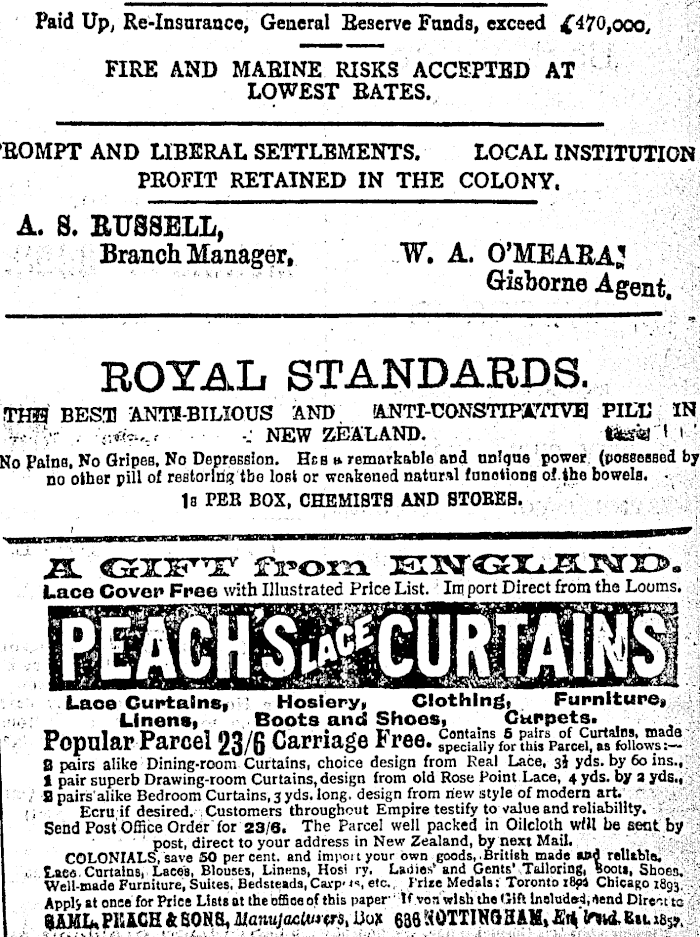 Paid Up, Re-Insurance, General Reserve Funds, exceed £470,000.
FIRE AND MARINE RISKS ACCEPTED AT
LOWEST RATES.
PROMPT AND LIBERAL SETTLEMENTS. LOCAL INSTITUTION
PROFIT RETAINED IN THE COLONY.
A. S. RUSSELL,
Branch Manager,
W. A. O'MEARA,
Gisborne Agent.
ROYAL STANDARDS.
THE BEST ANTI-BILIOUS AND ANTI-CONSTIPATIVE PILL IN
NEW ZEALAND.
No Pains, No Gripes, No Depression. Has a remarkable and unique power (possessed by
no other pill of restoring the lost or weakened natural functions of the bowels.
1s PER BOX, CHEMISTS AND STORES.
A GIFT from ENGLAND.
Lace Cover Free with Illustrated Price List. Import Direct from the Looms.
PEACH'S LACE CURTAINS
Lace Curtains, Hosiery, Clothing, Furniture,
Linens, Boots and Shoes, Carpets.
Popular Parcel 23/6 Carriage Free. Contains 5 pairs of Curtains, made
specially for this Parcel, as follows:—
2 pairs alike Dining-room Curtains, choice design from Real Lace, 3½ yds. by 60 ins.,
1 pair superb Drawing-room Curtains, design from old Rose Point Lace, 4 yds. by 2 yds.,
2 pairs alike Bedroom Curtains, 3 yds. long. design from new style of modern art.
Ecru if desired. Customers throughout Empire testify to value and reliability.
Send Post Office Order for 23/6. The Parcel well packed in Oilcloth will be sent by
post, direct to your address in New Zealand, by next Mail.
COLONIALS, save 50 per cent. and import your own goods, British made and reliable.
Lace Curtains, Laces, Blouses, Linens, Hosiery. Ladies' and Gents' Tailoring, Boots, Shoes.
Well-made Furniture, Suites, Bedsteads, Carpets, etc. Prize Medals: Toronto Chicago 1893.
Apply at once for Price Lists at the office of this paper If you wish the Gift included, send Direct to
SAML. PEACH & SONS, Manufacturers, Box 636 NOTTINGHAM, England. Est. 1857.